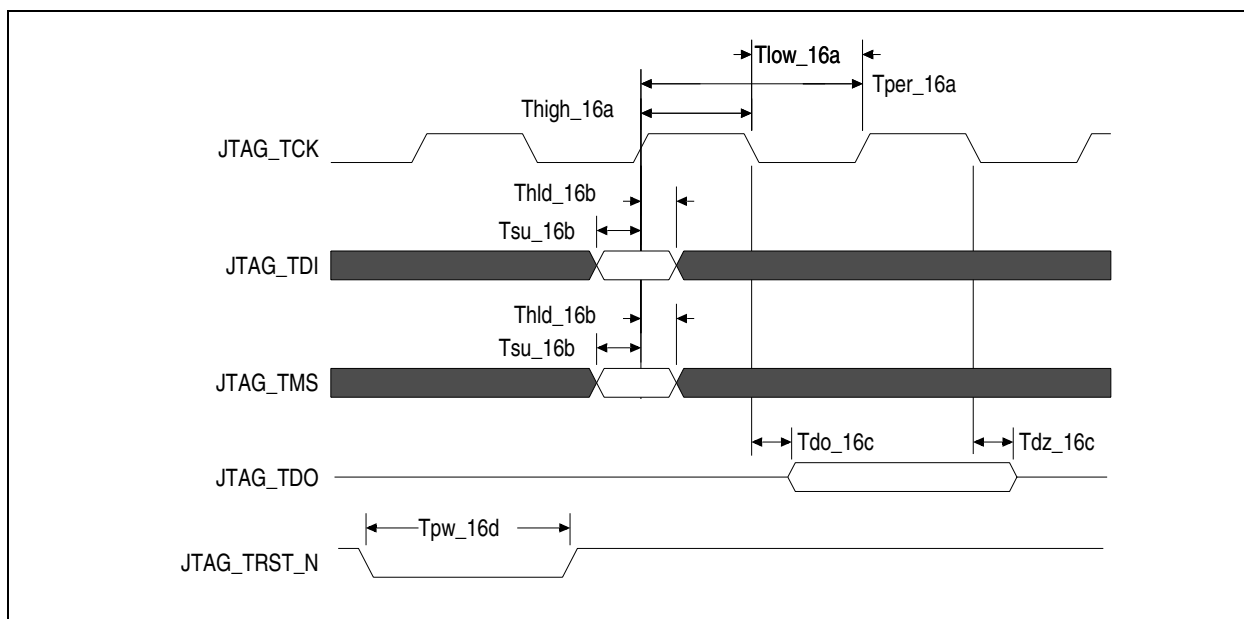 Tlow_16a
Tper_16a
Thigh_16a
JTAG_TCK
Thld_16b
Tsu_16b
JTAG_TDI
Thld_16b
Tsu_16b
JTAG_TMS
Tdo_16c
Tdz_16c
JTAG_TDO
Tpw_16d
JTAG_TRST_N